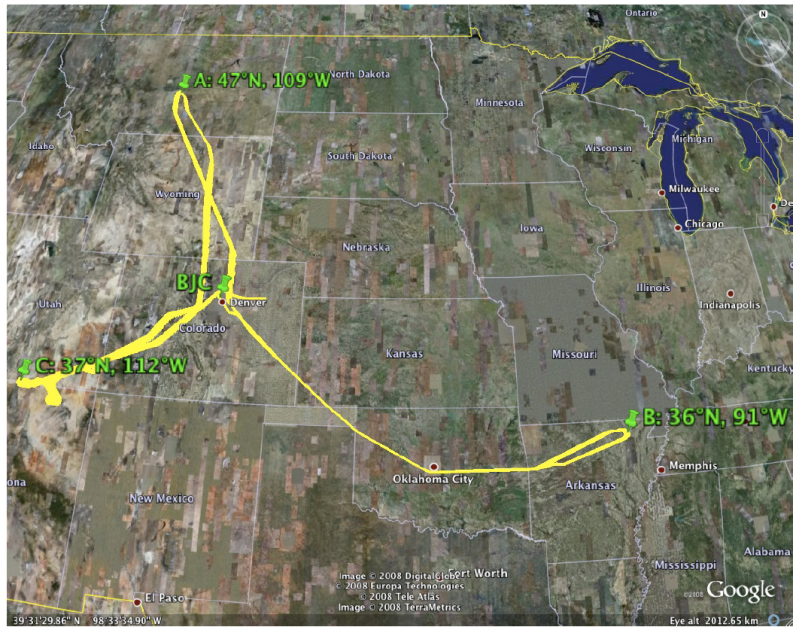 Ontario
N
A: 47°N, 109°W
North Dakota
Minnesota
Idaho
Wisconsin
Michigan
South Dakota
Wyoming
Milwaukee
Chicago
Iowa
Nebraska
BJC
Denver
Utah
Illinois
Indianapolis
Colorado
Kansas
Missouri
C: 37°N, 112°W
Kentucky
B: 36°N, 91°W
Oklahoma City
Memphis
Arkansas
ona
New Mexico
Mississippi
Alabama
Image © 2008 DigitalGlobe
Fort Worth
© 2008 Europa Technologies
© 2008 Tele Atlas
Image © 2008 TerraMetrics
©2008 Google
El Paso
39°31'29.86" N 98°33'34.90" W
Eye alt 2012.65 km